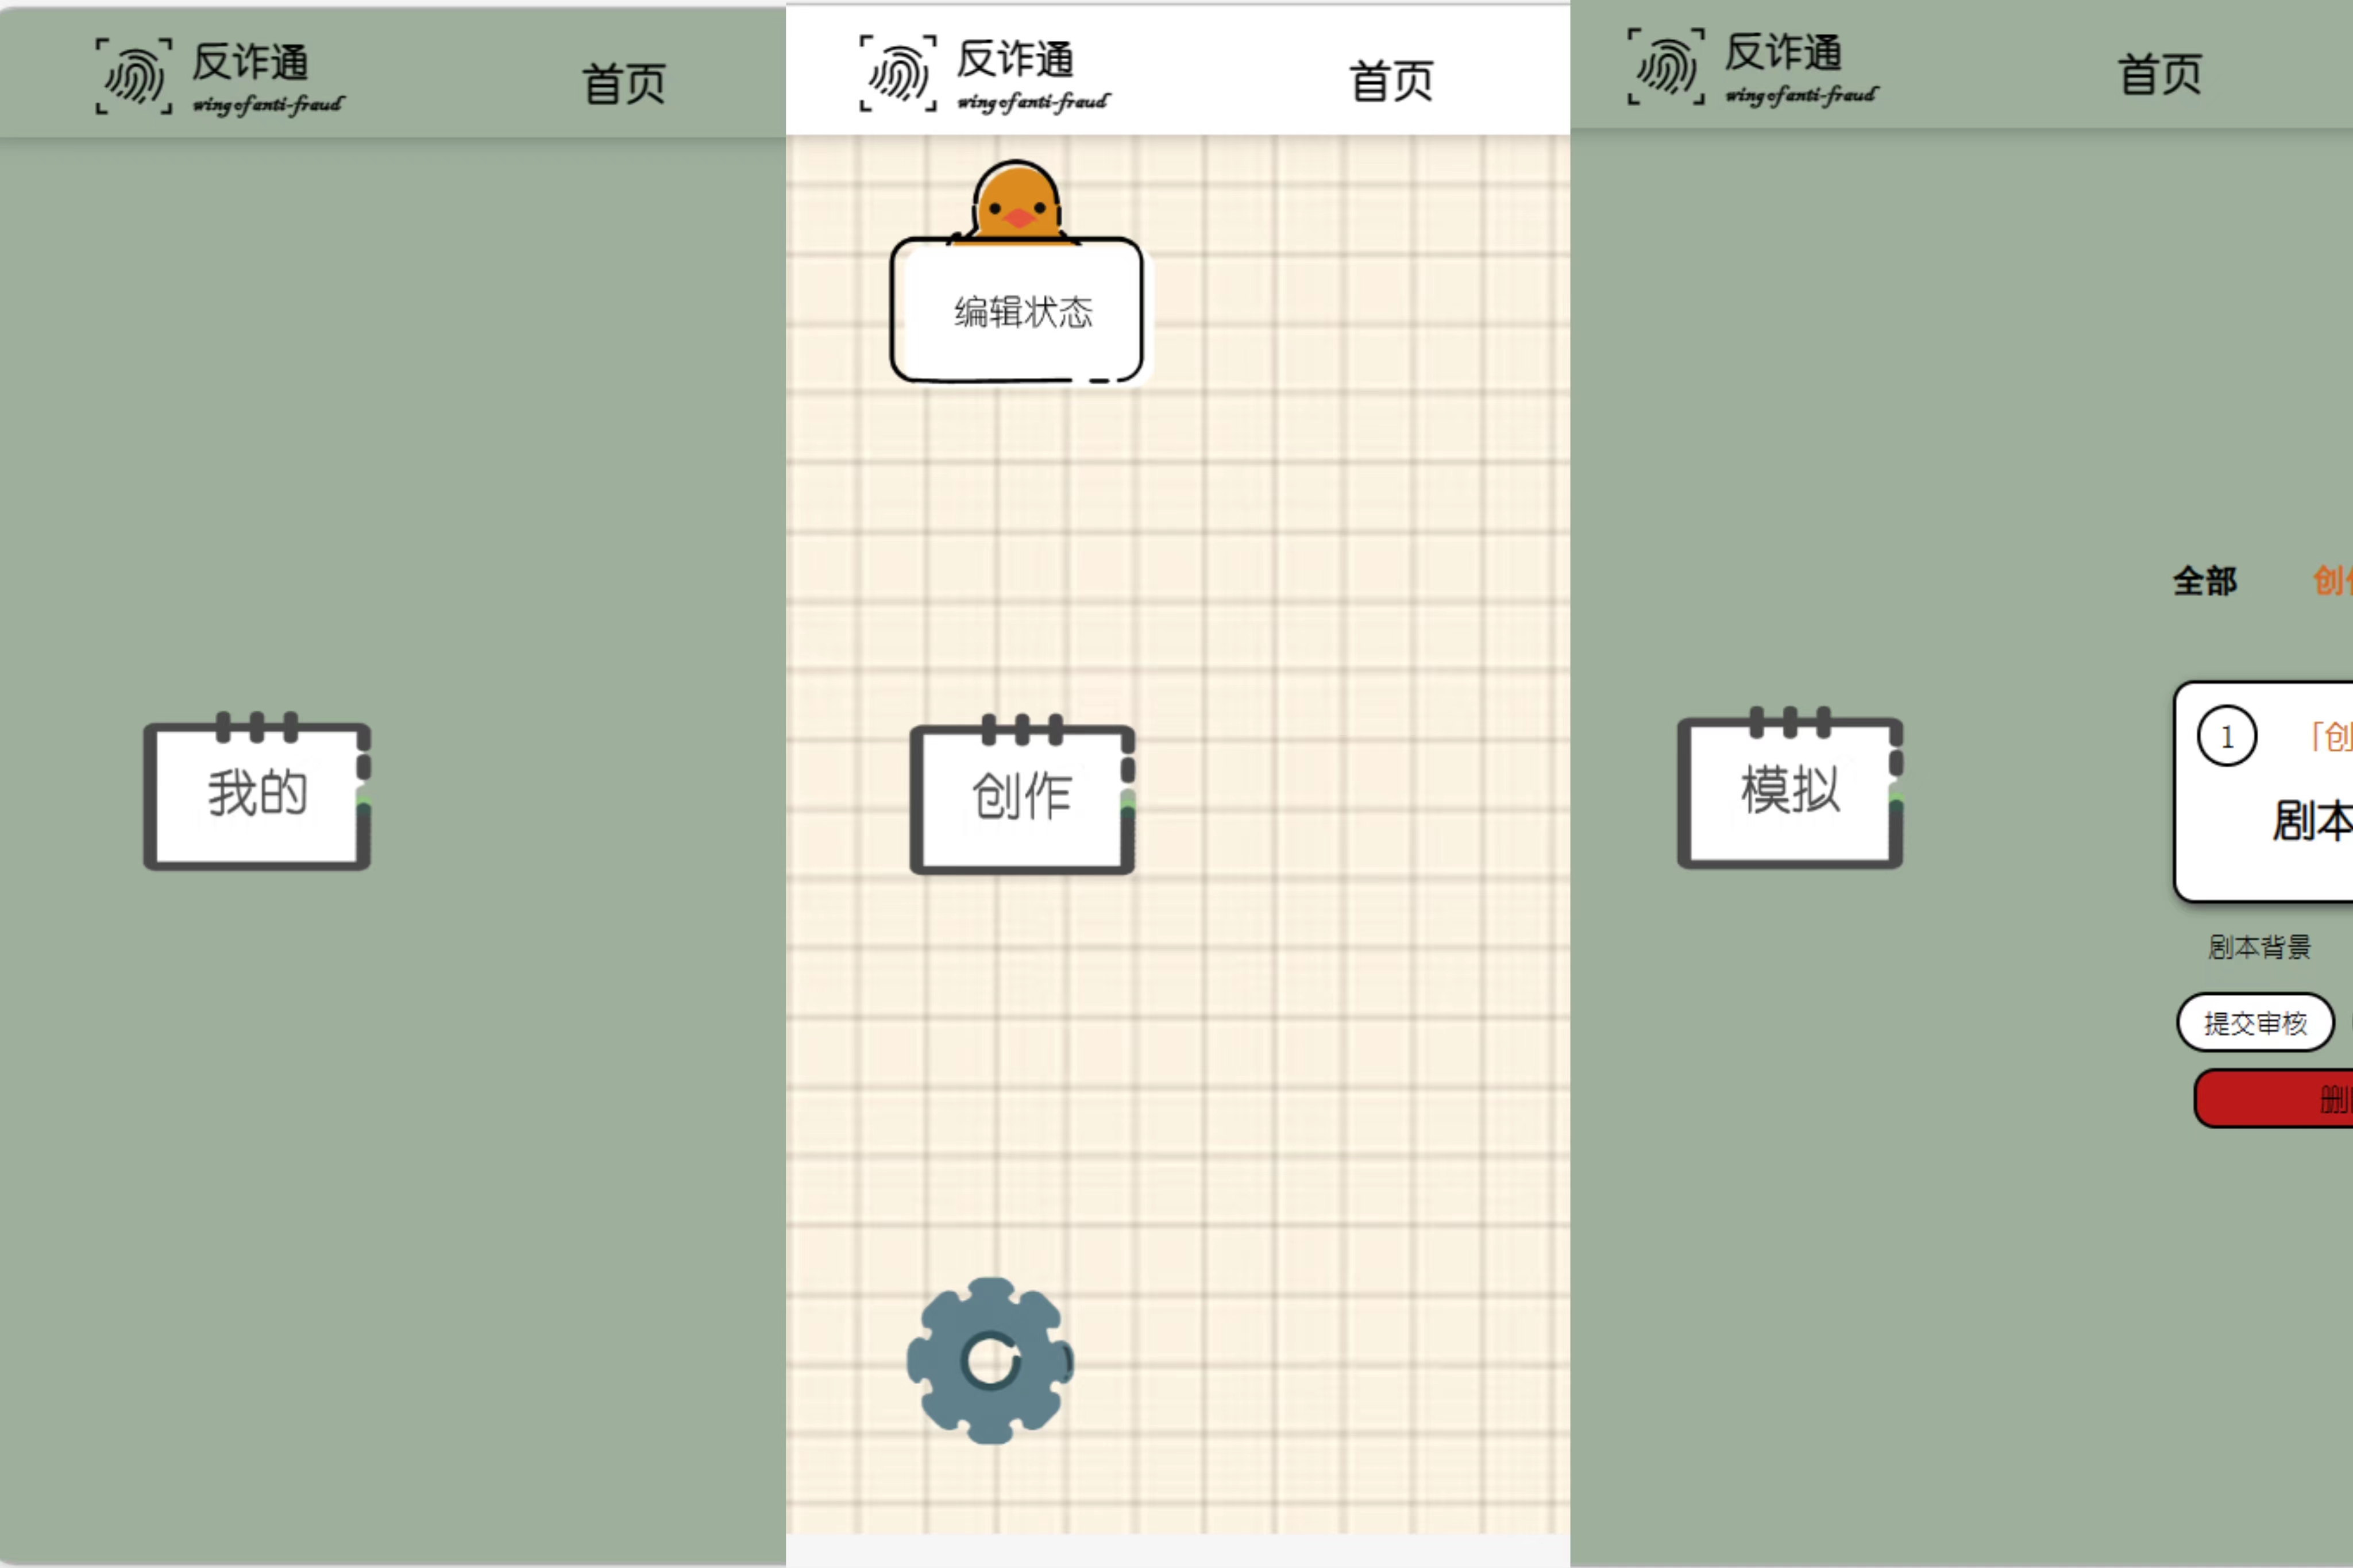 反诈通
wing of anti-fraud
首页
我的
反诈通
wing of anti-fraud
首页
编辑状态
创作
反诈通
wing of anti-fraud
首页
模拟
全部
1
「创
剧本
剧本背景
提交审核